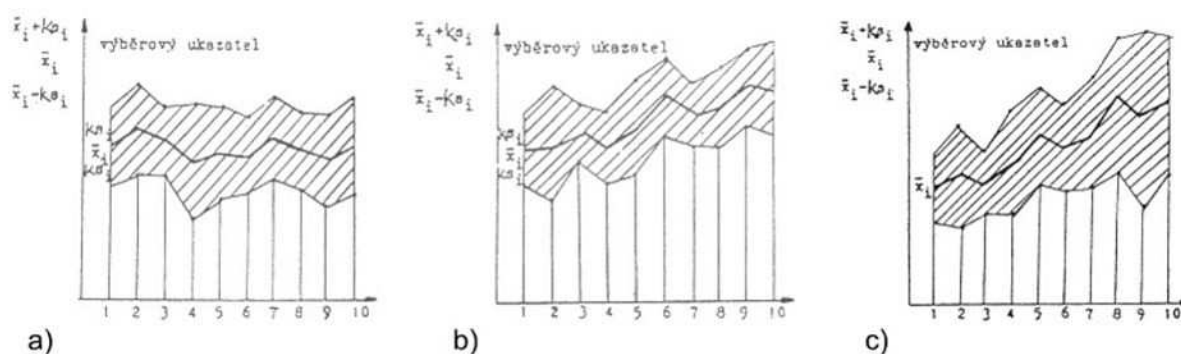 x̄ᵢ+ksᵢ
výběrový ukazatel
x̄ᵢ
x̄ᵢ-ksᵢ
ksᵢ
x̄ᵢ
ksᵢ
1 2 3 4 5 6 7 8 9 10
a)
x̄ᵢ+ksᵢ
výběrový ukazatel
x̄ᵢ
x̄ᵢ-ksᵢ
ksᵢ
x̄ᵢ
ksᵢ
1 2 3 4 5 6 7 8 9 10
b)
x̄ᵢ+ksᵢ
výběrový ukazatel
x̄ᵢ
x̄ᵢ-ksᵢ
x̄ᵢ
1 2 3 4 5 6 7 8 9 10
c)